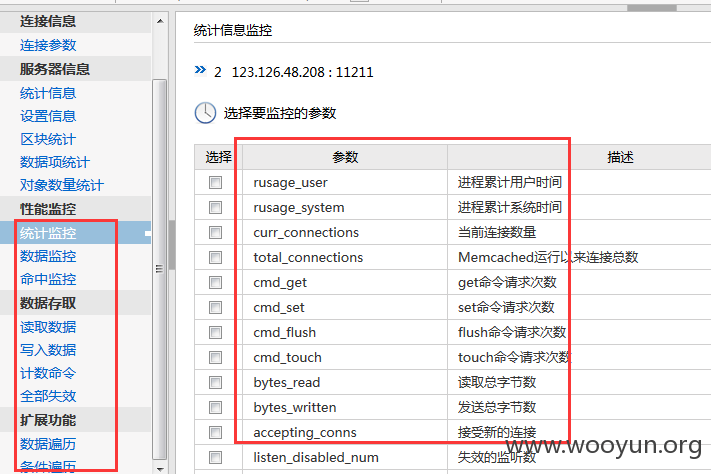 连接信息
连接参数
服务器信息
统计信息
设置信息
区块统计
数据项统计
对象数量统计
性能监控
统计监控
数据监控
命中监控
数据存取
读取数据
写入数据
计数命令
全部失效
扩展功能
数据遍历
条件遍历
统计信息监控
2 123.126.48.208 : 11211
选择要监控的参数
选择 参数 描述
rusage_user 进程累计用户时间
rusage_system 进程累计系统时间
curr_connections 当前连接数量
total_connections Memcached运行以来连接总数
cmd_get get命令请求次数
cmd_set set命令请求次数
cmd_flush flush命令请求次数
cmd_touch touch命令请求次数
bytes_read 读取总字节数
bytes_written 发送总字节数
accepting_conns 接受新的连接
listen_disabled_num 失效的监听数
www.wooyun.org